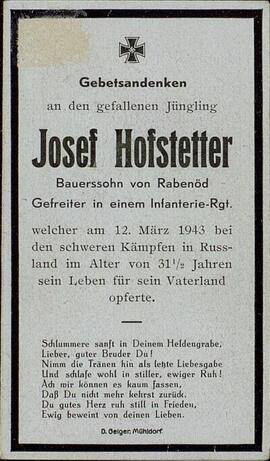 Gebetsandenken
an den gefallenen Jüngling
Josef Hofstetter
Bauerssohn von Rabenöd
Gefreiter in einem Infanterie-Rgt.
welcher am 12. März 1943 bei
den schweren Kämpfen in Russ-
land im Alter von 31 1/2 Jahren
sein Leben für sein Vaterland
opferte.
Schlummere sanft in Deinem Heldengrabe,
Lieber, guter Beuder Du!
Nimm die Tränen hin als letzte Liebesgabe
Und schlafe wohl in stiller, ewiger Ruh!
Ach wir können es kaum fassen,
Daß Du nicht mehr kehrst zurück.
Du gutes Herz ruh still in Frieden,
Ewig beweint von deinen Lieben.
D. Geiger, Mühldorf.